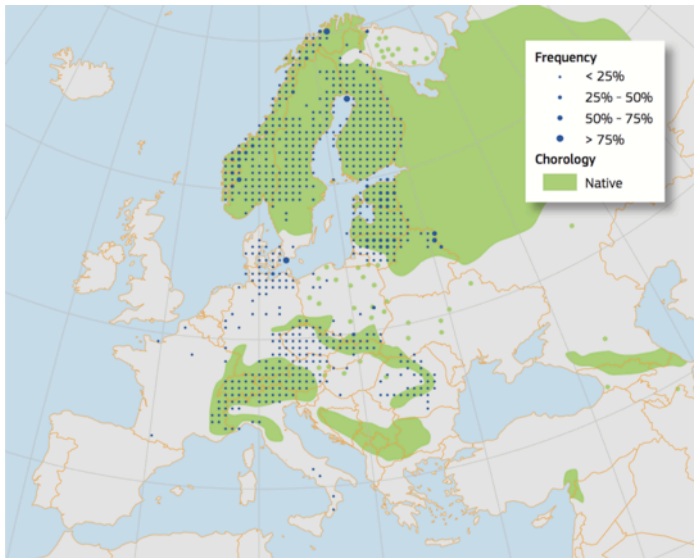 Frequency
< 25%
25% - 50%
50% - 75%
> 75%
Chorology
Native